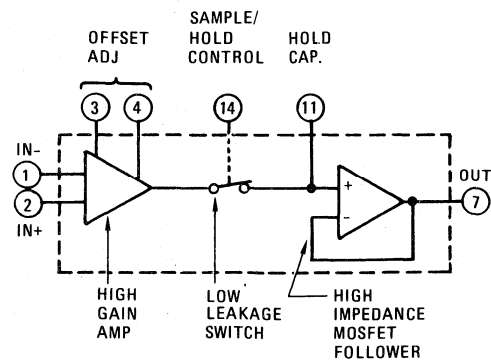 OFFSET
ADJ
SAMPLE/
HOLD
CONTROL
HOLD
CAP.
3
4
14
11
IN-
1
2
IN+
+
-
OUT
7
HIGH
GAIN
AMP
LOW
LEAKAGE
SWITCH
HIGH
IMPEDANCE
MOSFET
FOLLOWER